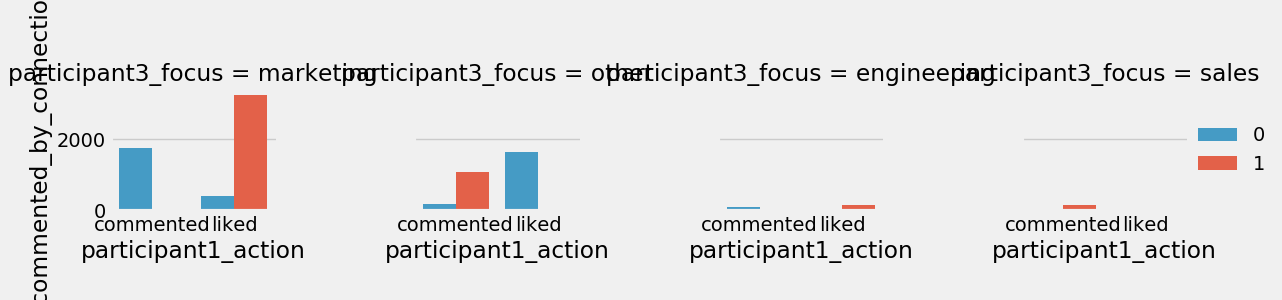 participant3_focus = marketing
participant3_focus = other
participant3_focus = engineering
participant3_focus = sales
commented_by_connection
2000
0
commented liked
commented liked
commented liked
commented liked
participant1_action
participant1_action
participant1_action
participant1_action
0
1